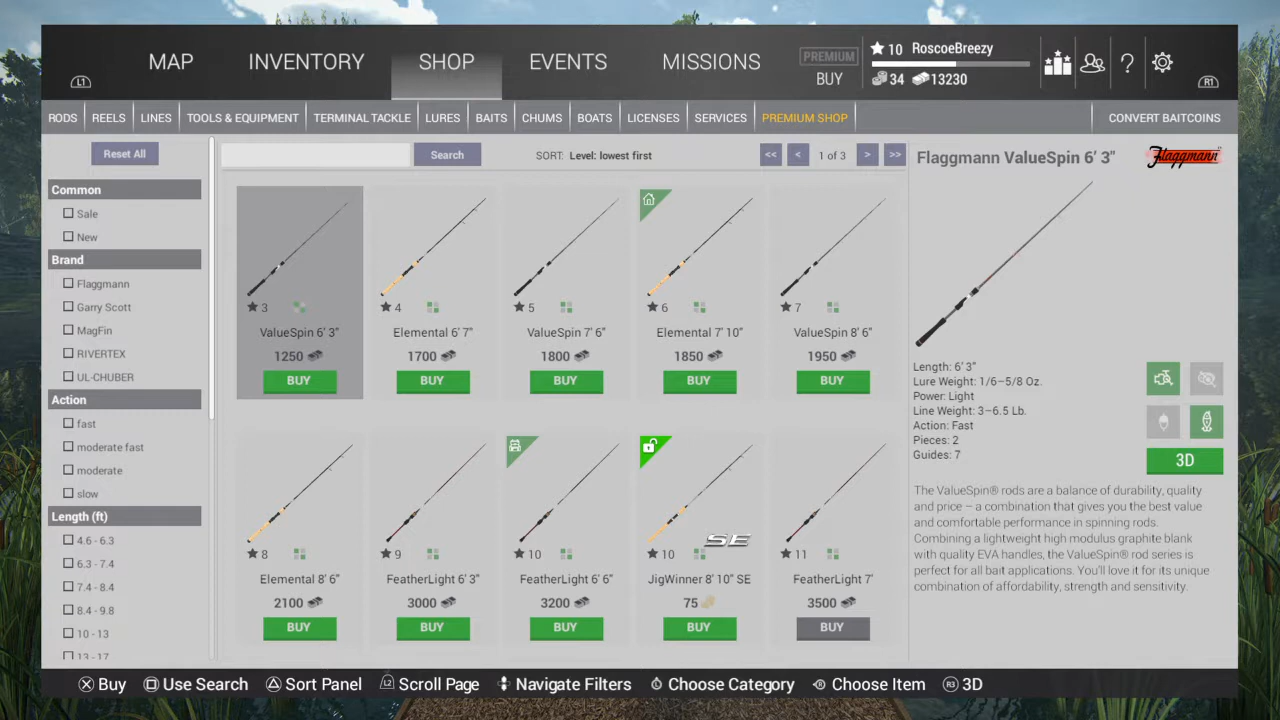 MAP
INVENTORY
SHOP
EVENTS
MISSIONS
PREMIUM
BUY
10 RoscoeBreezy
34 13230
L1
R1
RODS
REELS
LINES
TOOLS & EQUIPMENT
TERMINAL TACKLE
LURES
BAITS
CHUMS
BOATS
LICENSES
SERVICES
PREMIUM SHOP
CONVERT BAITCOINS
Reset All
Common
Sale
New
Brand
Flaggmann
Garry Scott
MagFin
RIVERTEX
UL-CHUBER
Action
fast
moderate fast
moderate
slow
Length (ft)
4.6 - 6.3
6.3 - 7.4
7.4 - 8.4
8.4 - 9.8
10 - 13
13 - 17
Search
SORT: Level: lowest first
<< < 1 of 3 > >>
3
ValueSpin 6' 3"
1250
BUY
4
Elemental 6' 7"
1700
BUY
5
ValueSpin 7' 6"
1800
BUY
6
Elemental 7' 10"
1850
BUY
7
ValueSpin 8' 6"
1950
BUY
8
Elemental 8' 6"
2100
BUY
9
FeatherLight 6' 3"
3000
BUY
10
FeatherLight 6' 6"
3200
BUY
SE
10
JigWinner 8' 10" SE
75
BUY
11
FeatherLight 7'
3500
BUY
Flaggmann ValueSpin 6' 3"
Flaggmann
Length: 6' 3"
Lure Weight: 1/6–5/8 Oz.
Power: Light
Line Weight: 3–6.5 Lb.
Action: Fast
Pieces: 2
Guides: 7
3D
The ValueSpin® rods are a balance of durability, quality
and price – a combination that gives you the best value
and comfortable performance in spinning rods.
Combining a lightweight high modulus graphite blank
with quality EVA handles, the ValueSpin® rod series is
perfect for all bait applications. You'll love it for its unique
combination of affordability, strength and sensitivity.
Buy
Use Search
Sort Panel
L2 Scroll Page
Navigate Filters
Choose Category
Choose Item
R3 3D